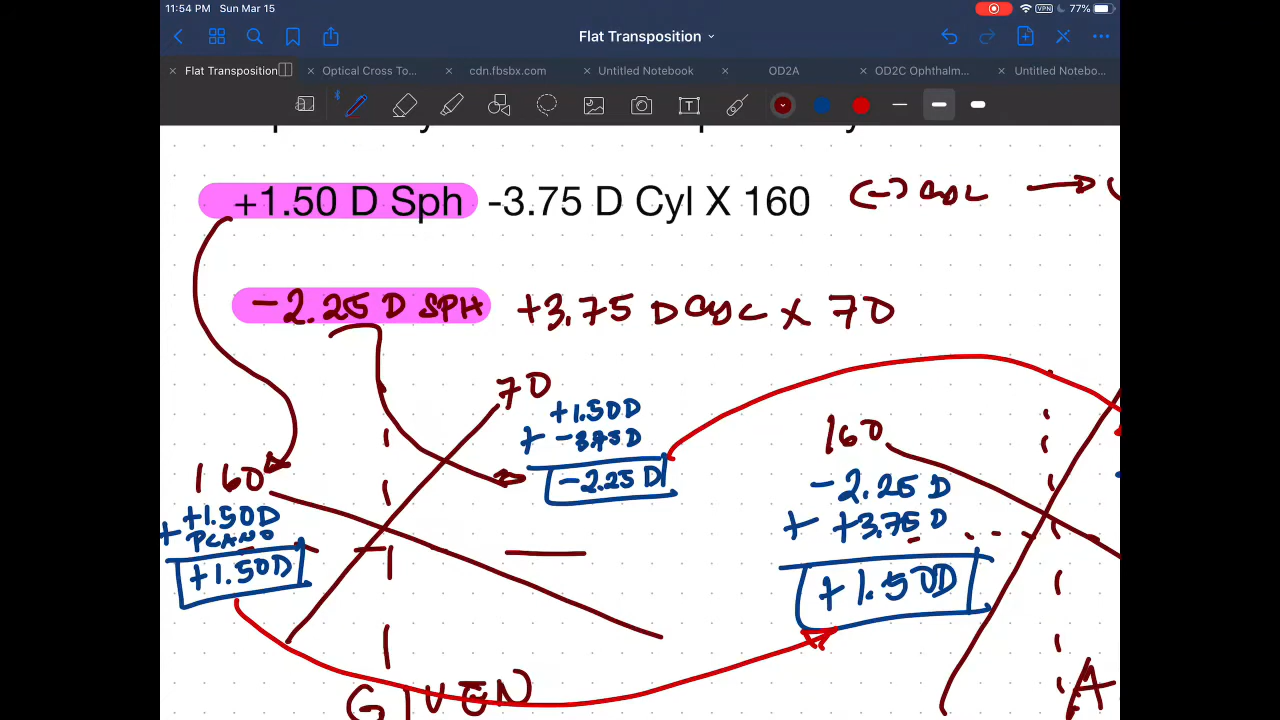 11:54 PM Sun Mar 15
VPN 77%
Flat Transposition
× Flat Transposition × Optical Cross To... × cdn.fbsbx.com × Untitled Notebook × OD2A × OD2C Ophthalm... × Untitled Notebo...
+1.50 D Sph -3.75 D Cyl X 160
(-) CYL →
-2.25 D SPH +3.75 D CYL X 70
70
+1.50D
+ -3.75D
-2.25 D
160
+1.50D
+ PLANO
+1.50D
160
-2.25 D
+ +3.75 D
+1.50D
GIVEN
A